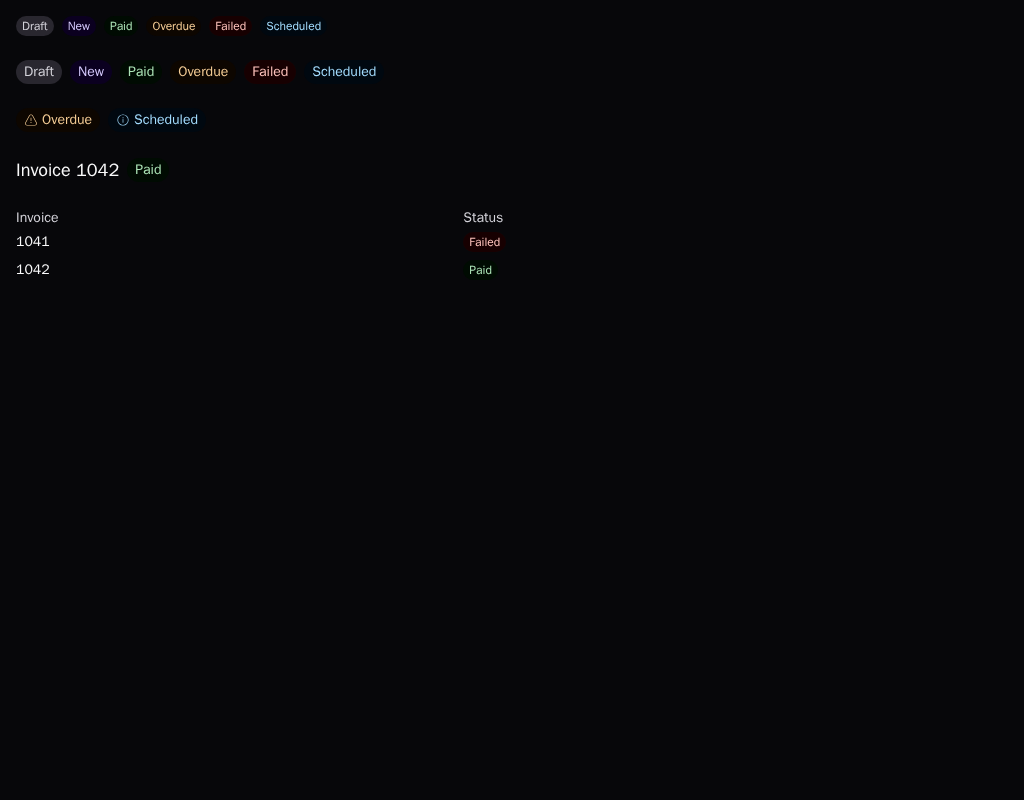 Draft New Paid Overdue Failed Scheduled
Draft New Paid Overdue Failed Scheduled
Overdue Scheduled
Invoice 1042 Paid
Invoice Status
1041 Failed
1042 Paid